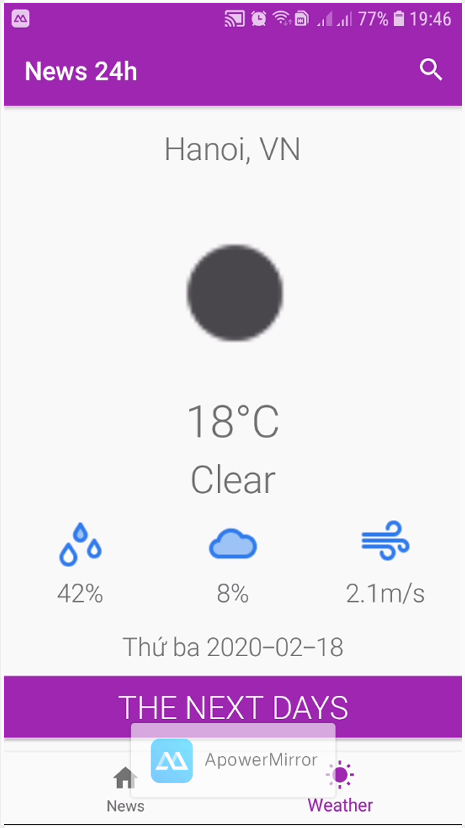 77% 19:46
News 24h
Hanoi, VN
18°C
Clear
42% 8% 2.1m/s
Thứ ba 2020-02-18
THE NEXT DAYS
ApowerMirror
News Weather